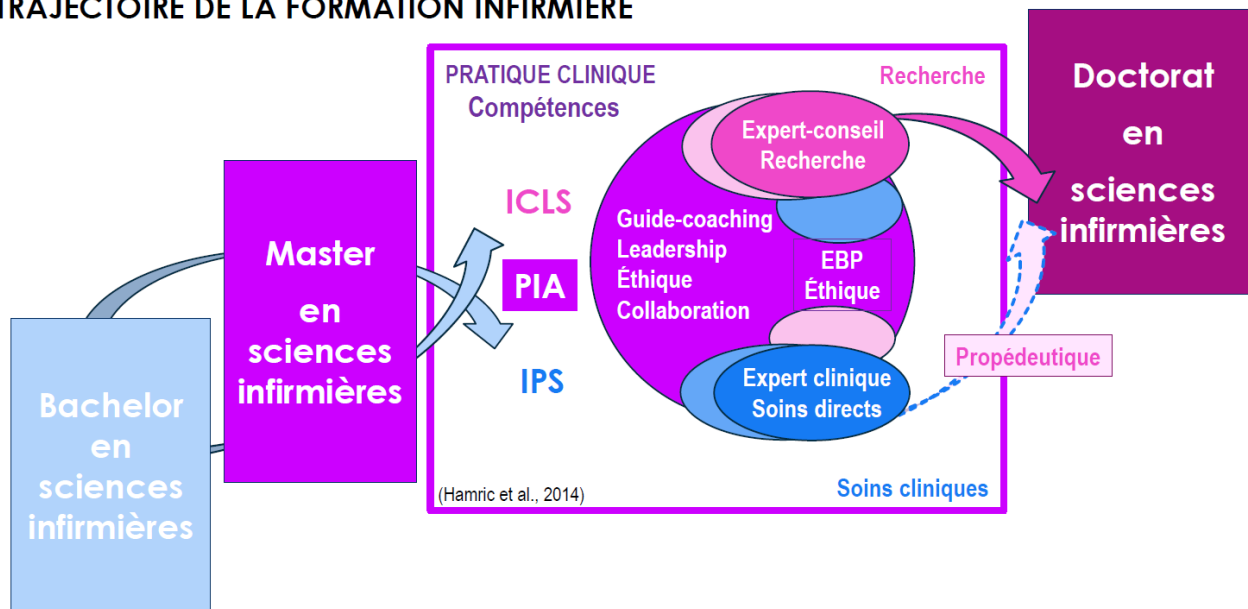 TRAJECTOIRE DE LA FORMATION INFIRMIÈRE
Bachelor
en
sciences
infirmières
Master
en
sciences
infirmières
PRATIQUE CLINIQUE
Compétences
Recherche
ICLS
PIA
IPS
Expert-conseil
Recherche
Guide-coaching
Leadership
Éthique
Collaboration
EBP
Éthique
Expert clinique
Soins directs
(Hamric et al., 2014)
Soins cliniques
Propédeutique
Doctorat
en
sciences
infirmières